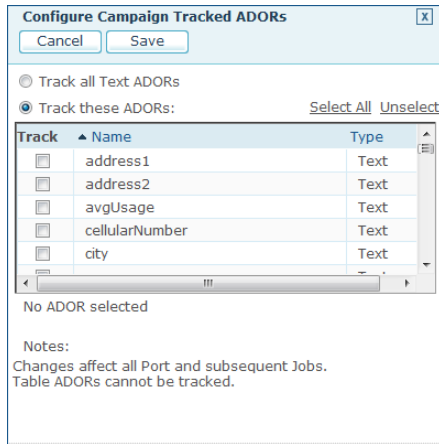 Configure Campaign Tracked ADORs X
Cancel Save
Track all Text ADORs
Track these ADORs: Select All Unselect
Track Name Type
address1 Text
address2 Text
avgUsage Text
cellularNumber Text
city Text
No ADOR selected
Notes:
Changes affect all Port and subsequent Jobs.
Table ADORs cannot be tracked.